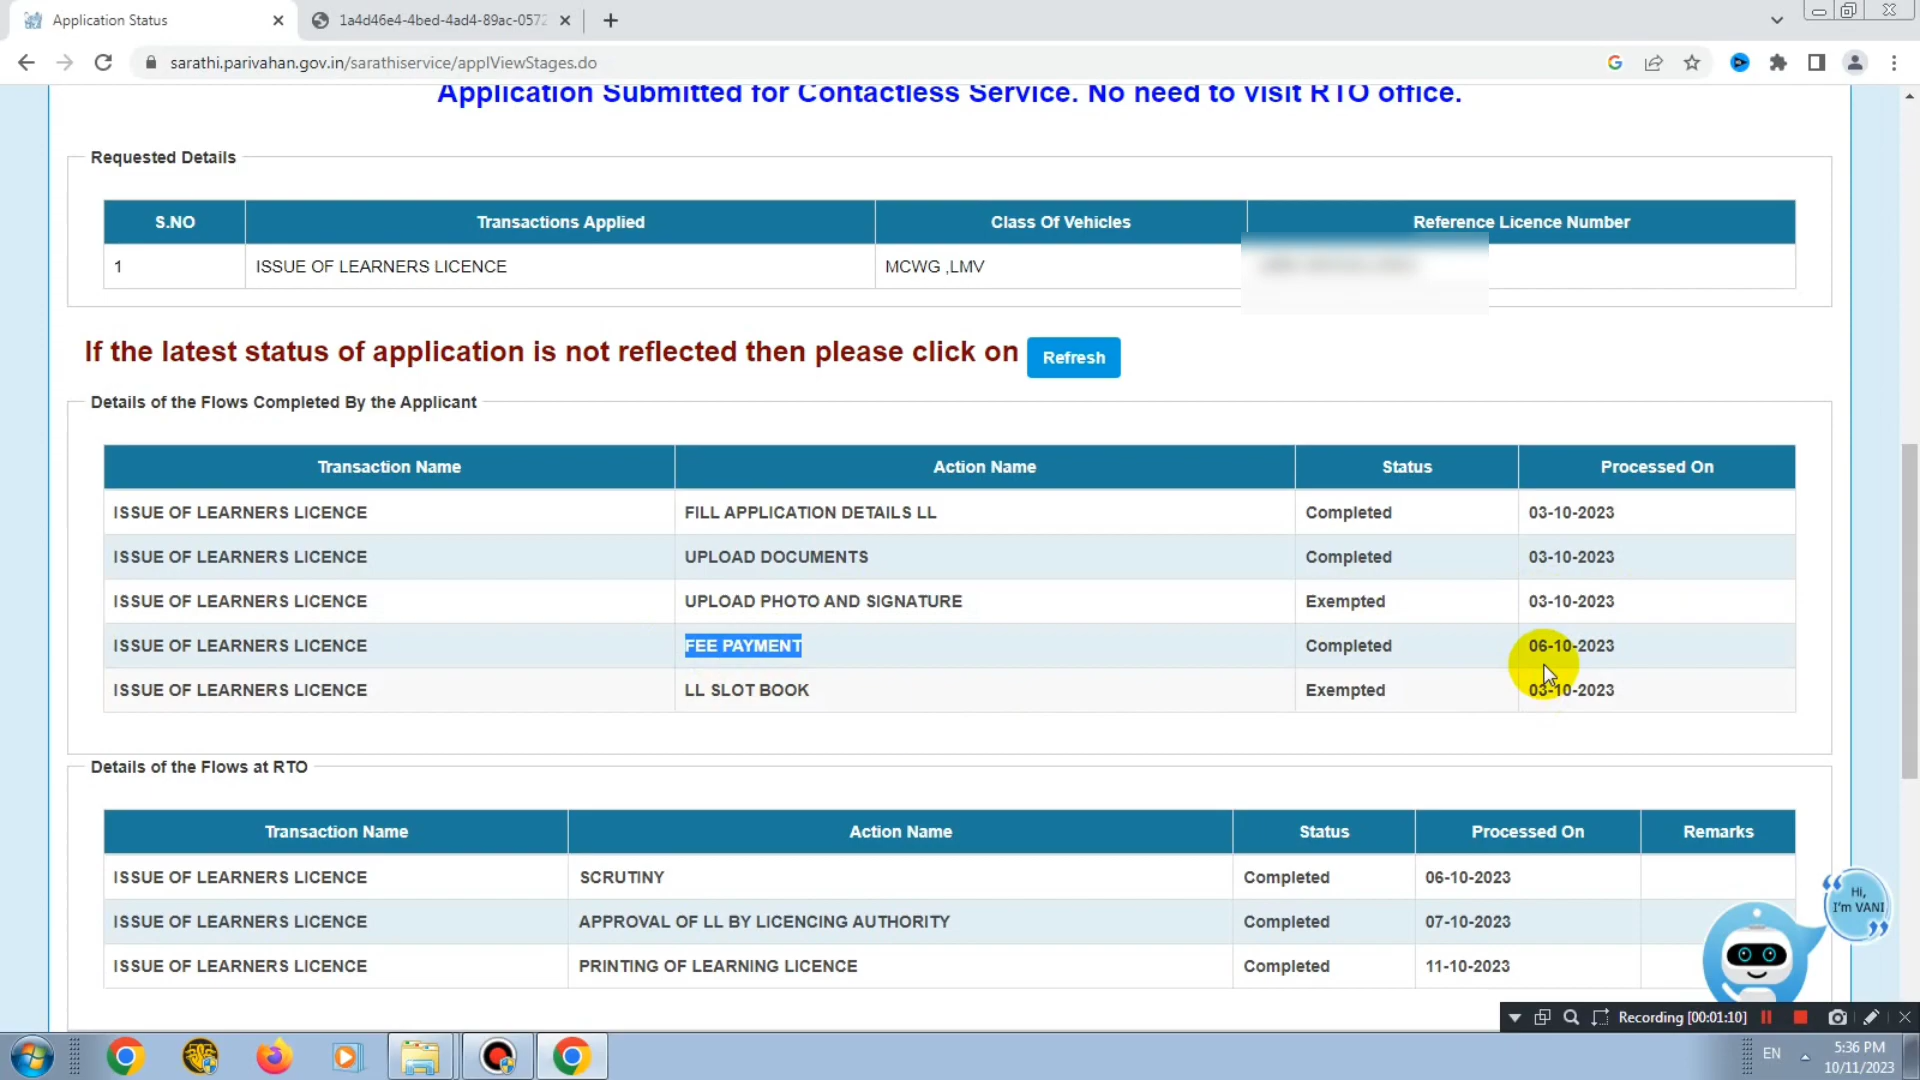 Application Status
1a4d46e4-4bed-4ad4-89ac-0572
sarathi.parivahan.gov.in/sarathiservice/applViewStages.do
Application Submitted for Contactless Service. No need to visit RTO office.
Requested Details
S.NO Transactions Applied Class Of Vehicles Reference Licence Number
1 ISSUE OF LEARNERS LICENCE MCWG ,LMV
If the latest status of application is not reflected then please click on Refresh
Details of the Flows Completed By the Applicant
Transaction Name Action Name Status Processed On
ISSUE OF LEARNERS LICENCE FILL APPLICATION DETAILS LL Completed 03-10-2023
ISSUE OF LEARNERS LICENCE UPLOAD DOCUMENTS Completed 03-10-2023
ISSUE OF LEARNERS LICENCE UPLOAD PHOTO AND SIGNATURE Exempted 03-10-2023
ISSUE OF LEARNERS LICENCE FEE PAYMENT Completed 06-10-2023
ISSUE OF LEARNERS LICENCE LL SLOT BOOK Exempted 03-10-2023
Details of the Flows at RTO
Transaction Name Action Name Status Processed On Remarks
ISSUE OF LEARNERS LICENCE SCRUTINY Completed 06-10-2023
ISSUE OF LEARNERS LICENCE APPROVAL OF LL BY LICENCING AUTHORITY Completed 07-10-2023
ISSUE OF LEARNERS LICENCE PRINTING OF LEARNING LICENCE Completed 11-10-2023
Hi,
I'm VANI
Recording [00:01:10]
EN 5:36 PM
10/11/2023